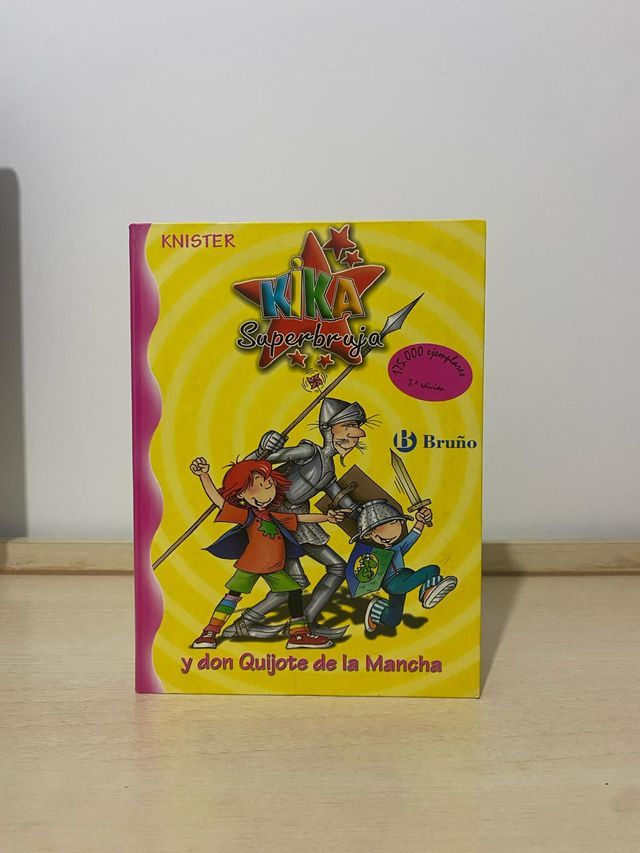 KNISTER
KiKA
Superbruja
175.000 ejemplares
3.ª edición
B Bruño
y don Quijote de la Mancha